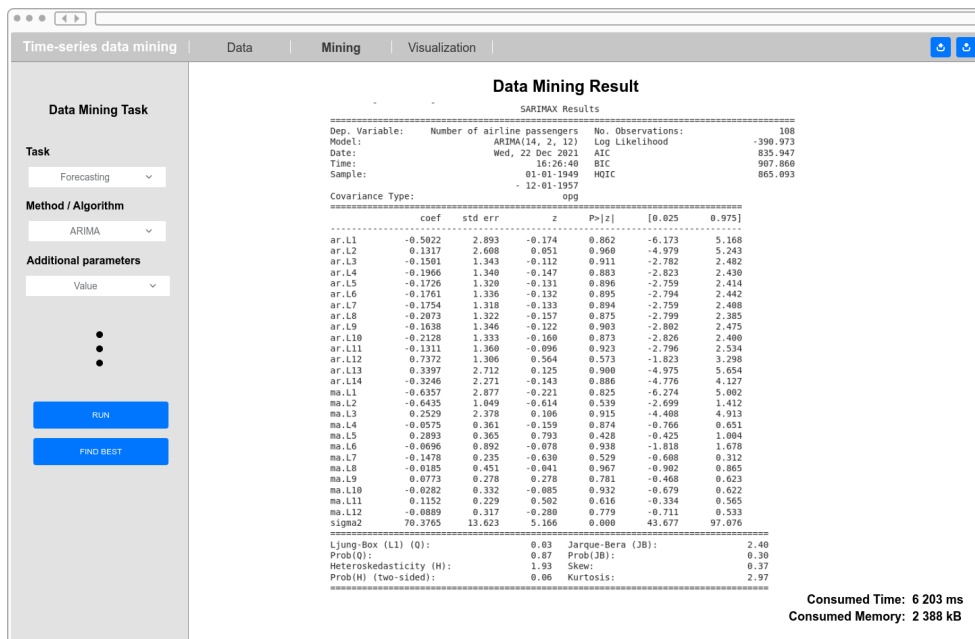 Time-series data mining Data Mining Visualization
Data Mining Task
Task
Forecasting
Method / Algorithm
ARIMA
Additional parameters
Value
RUN
FIND BEST
Data Mining Result
SARIMAX Results
Dep. Variable: Number of airline passengers No. Observations: 108
Model: ARIMA(14, 2, 12) Log Likelihood -390.973
Date: Wed, 22 Dec 2021 AIC 835.947
Time: 16:26:40 BIC 907.860
Sample: 01-01-1949 HQIC 865.093
- 12-01-1957
Covariance Type: opg
coef std err z P>|z| [0.025 0.975]
ar.L1 -0.5022 2.893 -0.174 0.862 -6.173 5.168
ar.L2 0.1317 2.608 0.051 0.960 -4.979 5.243
ar.L3 -0.1501 1.343 -0.112 0.911 -2.782 2.482
ar.L4 -0.1966 1.340 -0.147 0.883 -2.823 2.430
ar.L5 -0.1726 1.320 -0.131 0.896 -2.759 2.414
ar.L6 -0.1761 1.336 -0.132 0.895 -2.794 2.442
ar.L7 -0.1754 1.318 -0.133 0.894 -2.759 2.408
ar.L8 -0.2073 1.322 -0.157 0.875 -2.799 2.385
ar.L9 -0.1638 1.346 -0.122 0.903 -2.802 2.475
ar.L10 -0.2128 1.333 -0.160 0.873 -2.826 2.400
ar.L11 -0.1311 1.360 -0.096 0.923 -2.796 2.534
ar.L12 0.7372 1.306 0.564 0.573 -1.823 3.298
ar.L13 0.3397 2.712 0.125 0.900 -4.975 5.654
ar.L14 -0.3246 2.271 -0.143 0.886 -4.776 4.127
ma.L1 -0.6357 2.877 -0.221 0.825 -6.274 5.002
ma.L2 -0.6435 1.049 -0.614 0.539 -2.699 1.412
ma.L3 0.2529 2.378 0.106 0.915 -4.408 4.913
ma.L4 -0.0575 0.361 -0.159 0.874 -0.766 0.651
ma.L5 0.2893 0.365 0.793 0.428 -0.425 1.004
ma.L6 -0.0696 0.892 -0.078 0.938 -1.818 1.678
ma.L7 -0.1478 0.235 -0.630 0.529 -0.608 0.312
ma.L8 -0.0185 0.451 -0.041 0.967 -0.902 0.865
ma.L9 0.0773 0.278 0.278 0.781 -0.468 0.623
ma.L10 -0.0282 0.332 -0.085 0.932 -0.679 0.622
ma.L11 0.1152 0.229 0.502 0.616 -0.334 0.565
ma.L12 -0.0889 0.317 -0.280 0.779 -0.711 0.533
sigma2 70.3765 13.623 5.166 0.000 43.677 97.076
Ljung-Box (L1) (Q): 0.03 Jarque-Bera (JB): 2.40
Prob(Q): 0.87 Prob(JB): 0.30
Heteroskedasticity (H): 1.93 Skew: 0.37
Prob(H) (two-sided): 0.06 Kurtosis: 2.97
Consumed Time: 6 203 ms
Consumed Memory: 2 388 kB